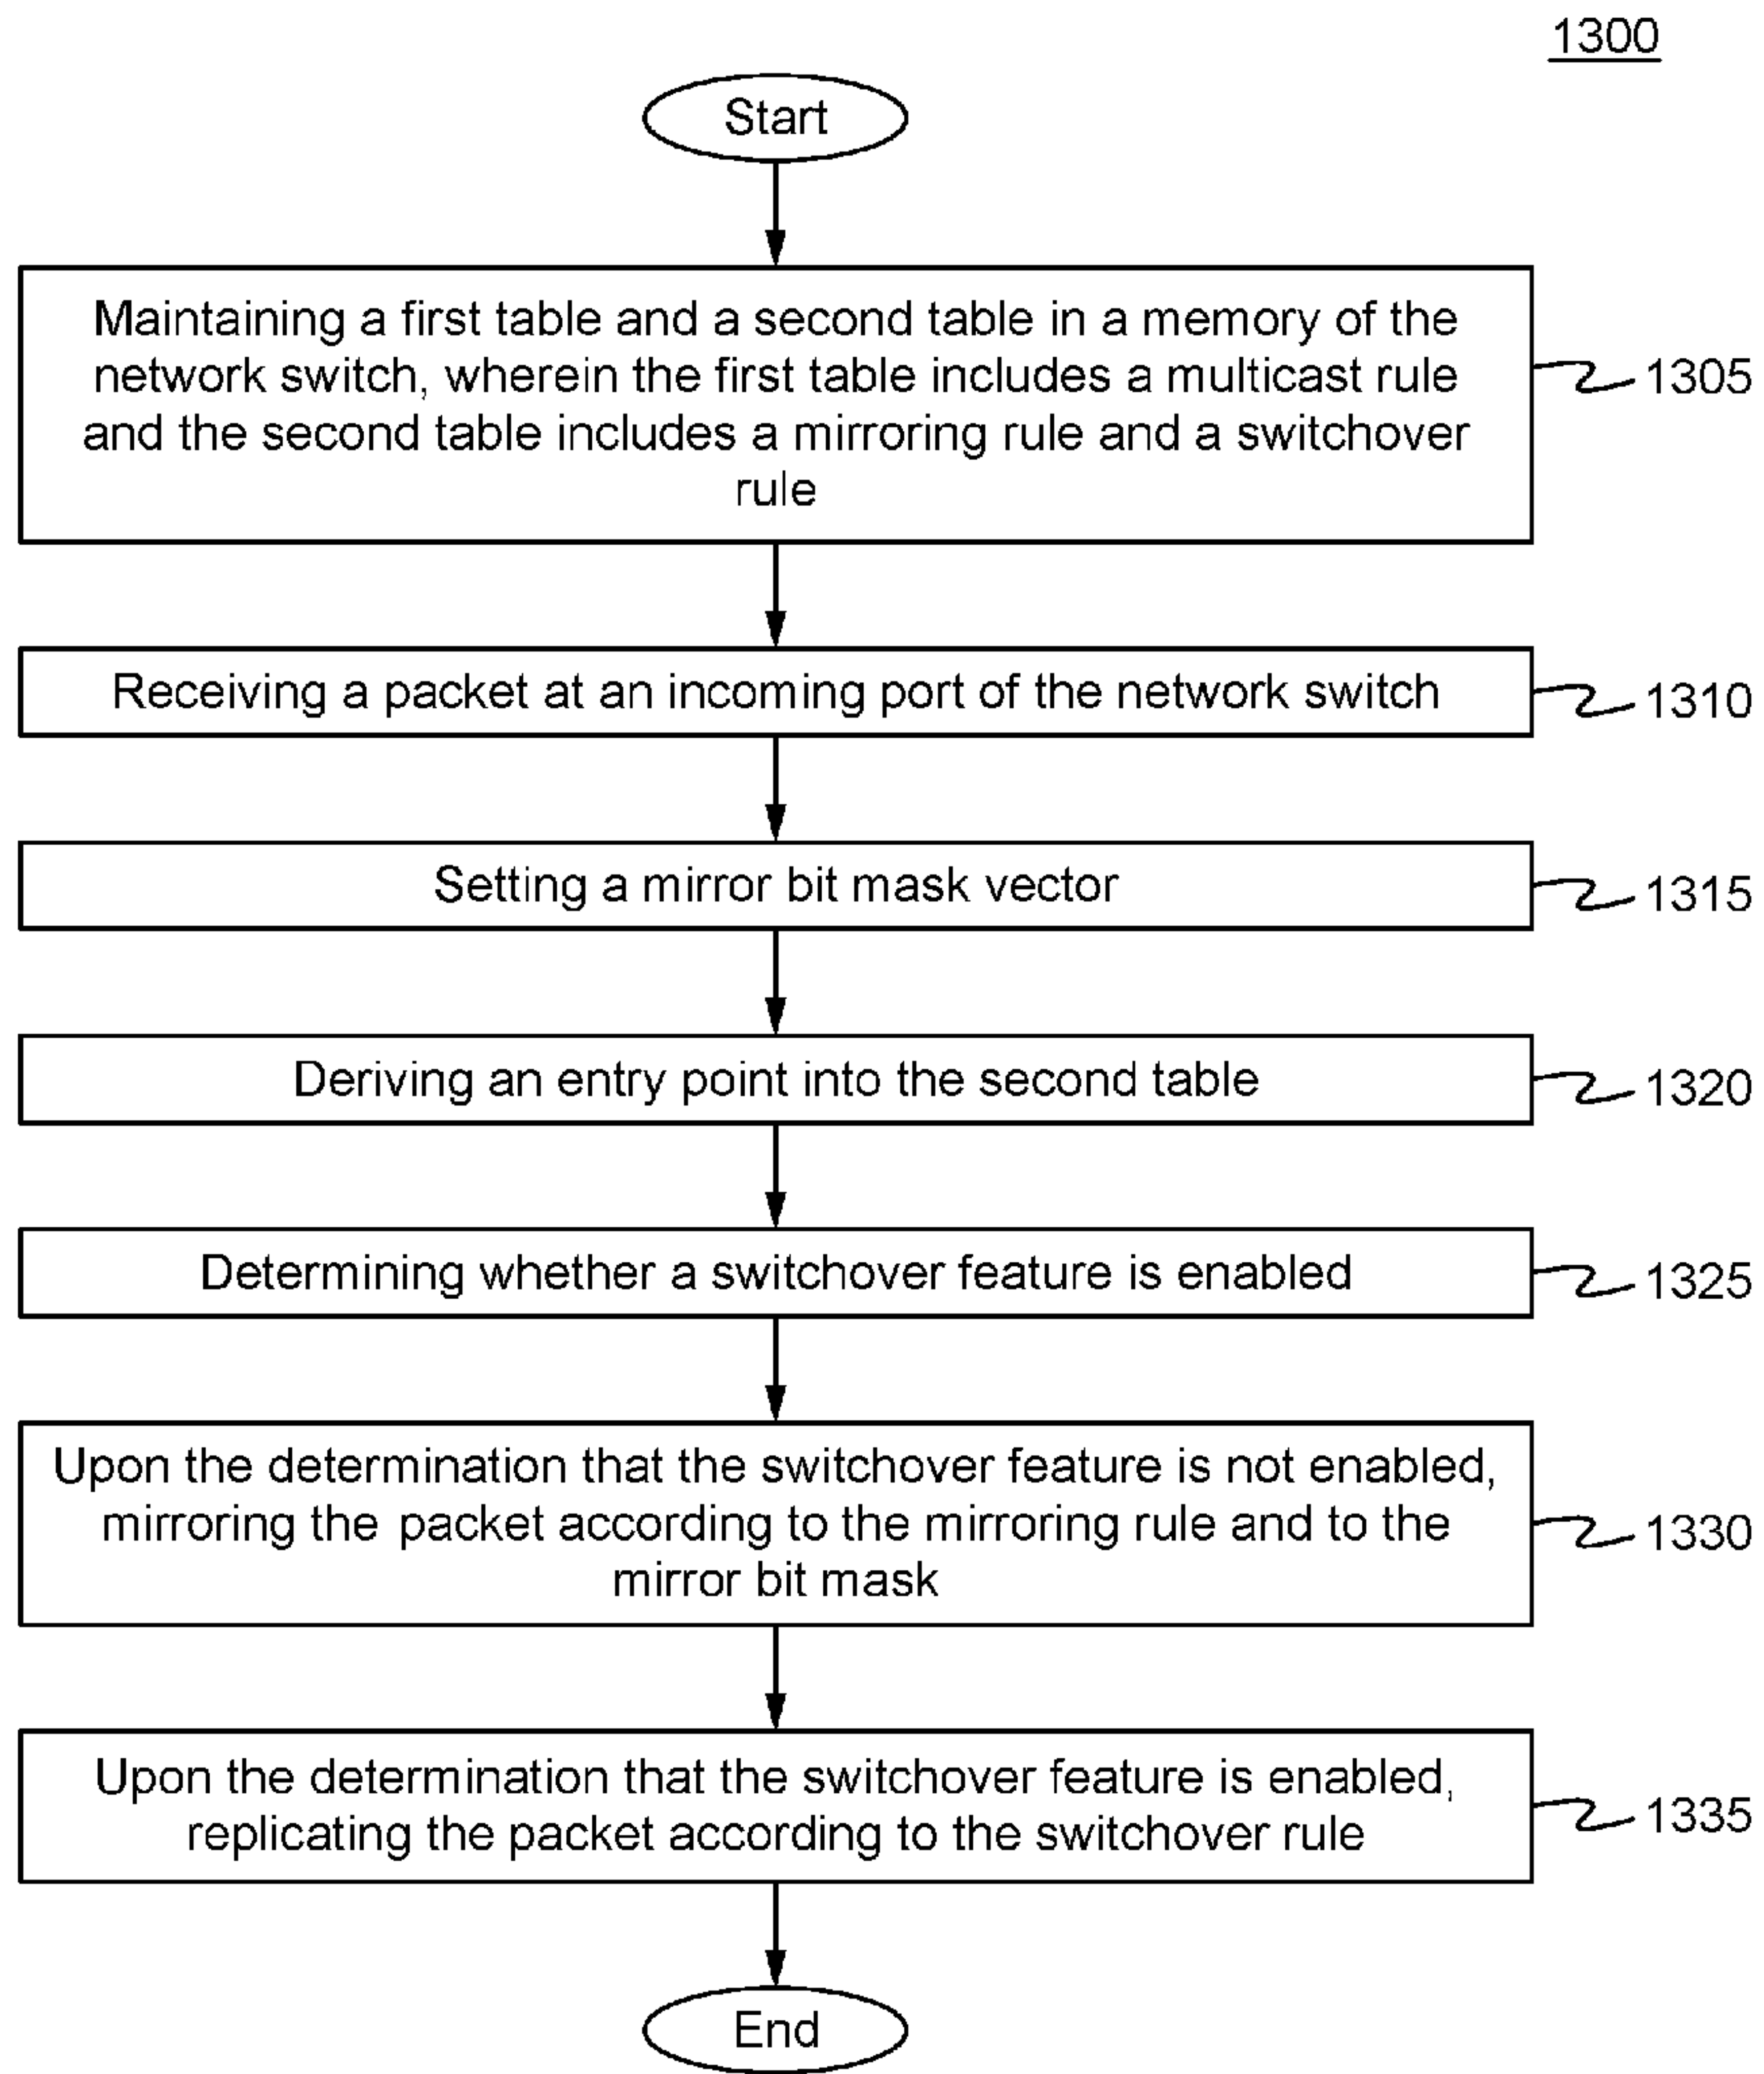 1300
Start
Maintaining a first table and a second table in a memory of the
network switch, wherein the first table includes a multicast rule
and the second table includes a mirroring rule and a switchover
rule
1305
Receiving a packet at an incoming port of the network switch
1310
Setting a mirror bit mask vector
1315
Deriving an entry point into the second table
1320
Determining whether a switchover feature is enabled
1325
Upon the determination that the switchover feature is not enabled,
mirroring the packet according to the mirroring rule and to the
mirror bit mask
1330
Upon the determination that the switchover feature is enabled,
replicating the packet according to the switchover rule
1335
End